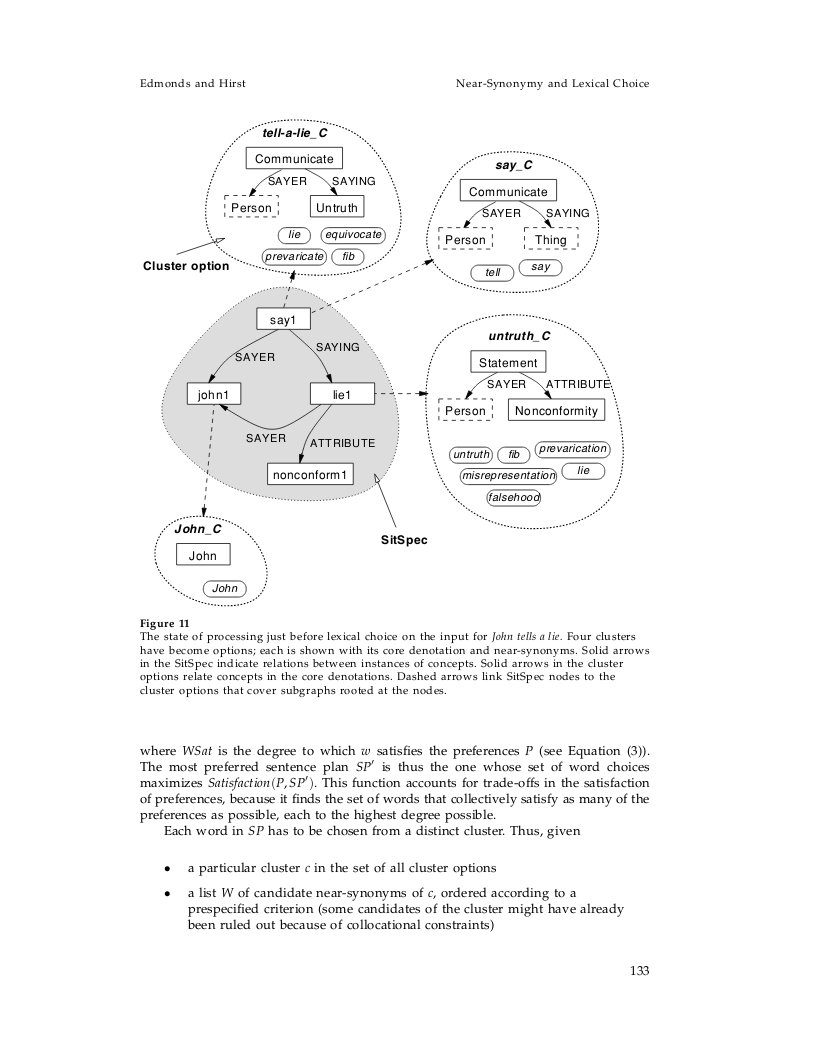 Edmonds and Hirst Near-Synonymy and Lexical Choice
tell-a-lie_C
Communicate
SAYER SAYING
Person Untruth
lie equivocate
prevaricate fib
Cluster option
say_C
Communicate
SAYER SAYING
Person Thing
tell say
say1
SAYER SAYING
john1 lie1
SAYER ATTRIBUTE
nonconform1
SitSpec
untruth_C
Statement
SAYER ATTRIBUTE
Person Nonconformity
untruth fib prevarication
misrepresentation lie
falsehood
John_C
John
John
Figure 11
The state of processing just before lexical choice on the input for John tells a lie. Four clusters
have become options; each is shown with its core denotation and near-synonyms. Solid arrows
in the SitSpec indicate relations between instances of concepts. Solid arrows in the cluster
options relate concepts in the core denotations. Dashed arrows link SitSpec nodes to the
cluster options that cover subgraphs rooted at the nodes.
where WSat is the degree to which w satisfies the preferences P (see Equation (3)).
The most preferred sentence plan SP′ is thus the one whose set of word choices
maximizes Satisfaction(P, SP′). This function accounts for trade-offs in the satisfaction
of preferences, because it finds the set of words that collectively satisfy as many of the
preferences as possible, each to the highest degree possible.
Each word in SP has to be chosen from a distinct cluster. Thus, given
• a particular cluster c in the set of all cluster options
• a list W of candidate near-synonyms of c, ordered according to a
prespecified criterion (some candidates of the cluster might have already
been ruled out because of collocational constraints)
133